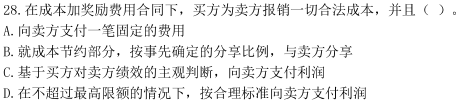 28.在成本加奖励费用合同下，买方为卖方报销一切合法成本，并且（ ）。
A.向卖方支付一笔固定的费用
B.就成本节约部分，按事先确定的分享比例，与卖方分享
C.基于买方对卖方绩效的主观判断，向卖方支付利润
D.在不超过最高限额的情况下，按合理标准向卖方支付利润